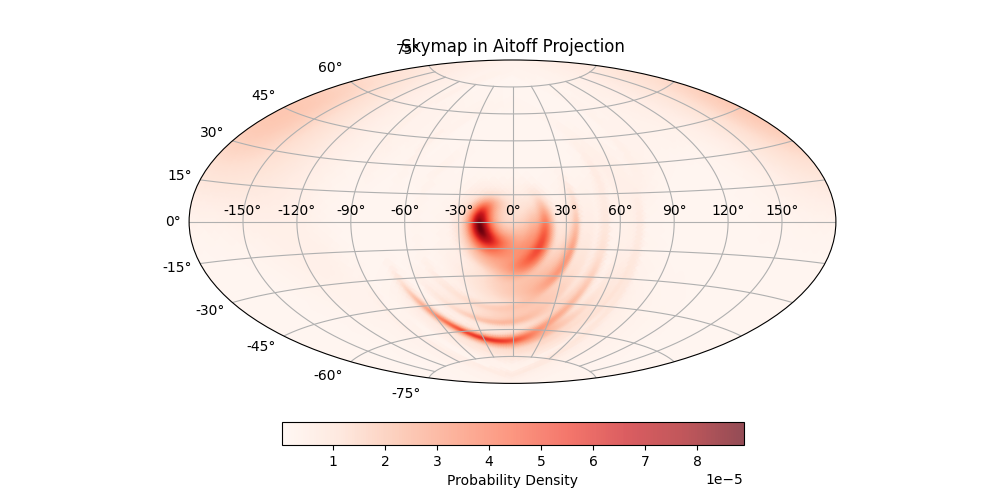 75°
Skymap in Aitoff Projection
60°
45°
30°
15°
-150° -120° -90° -60° -30° 0° 30° 60° 90° 120° 150°
0°
-15°
-30°
-45°
-60°
-75°
1 2 3 4 5 6 7 8
1e−5
Probability Density